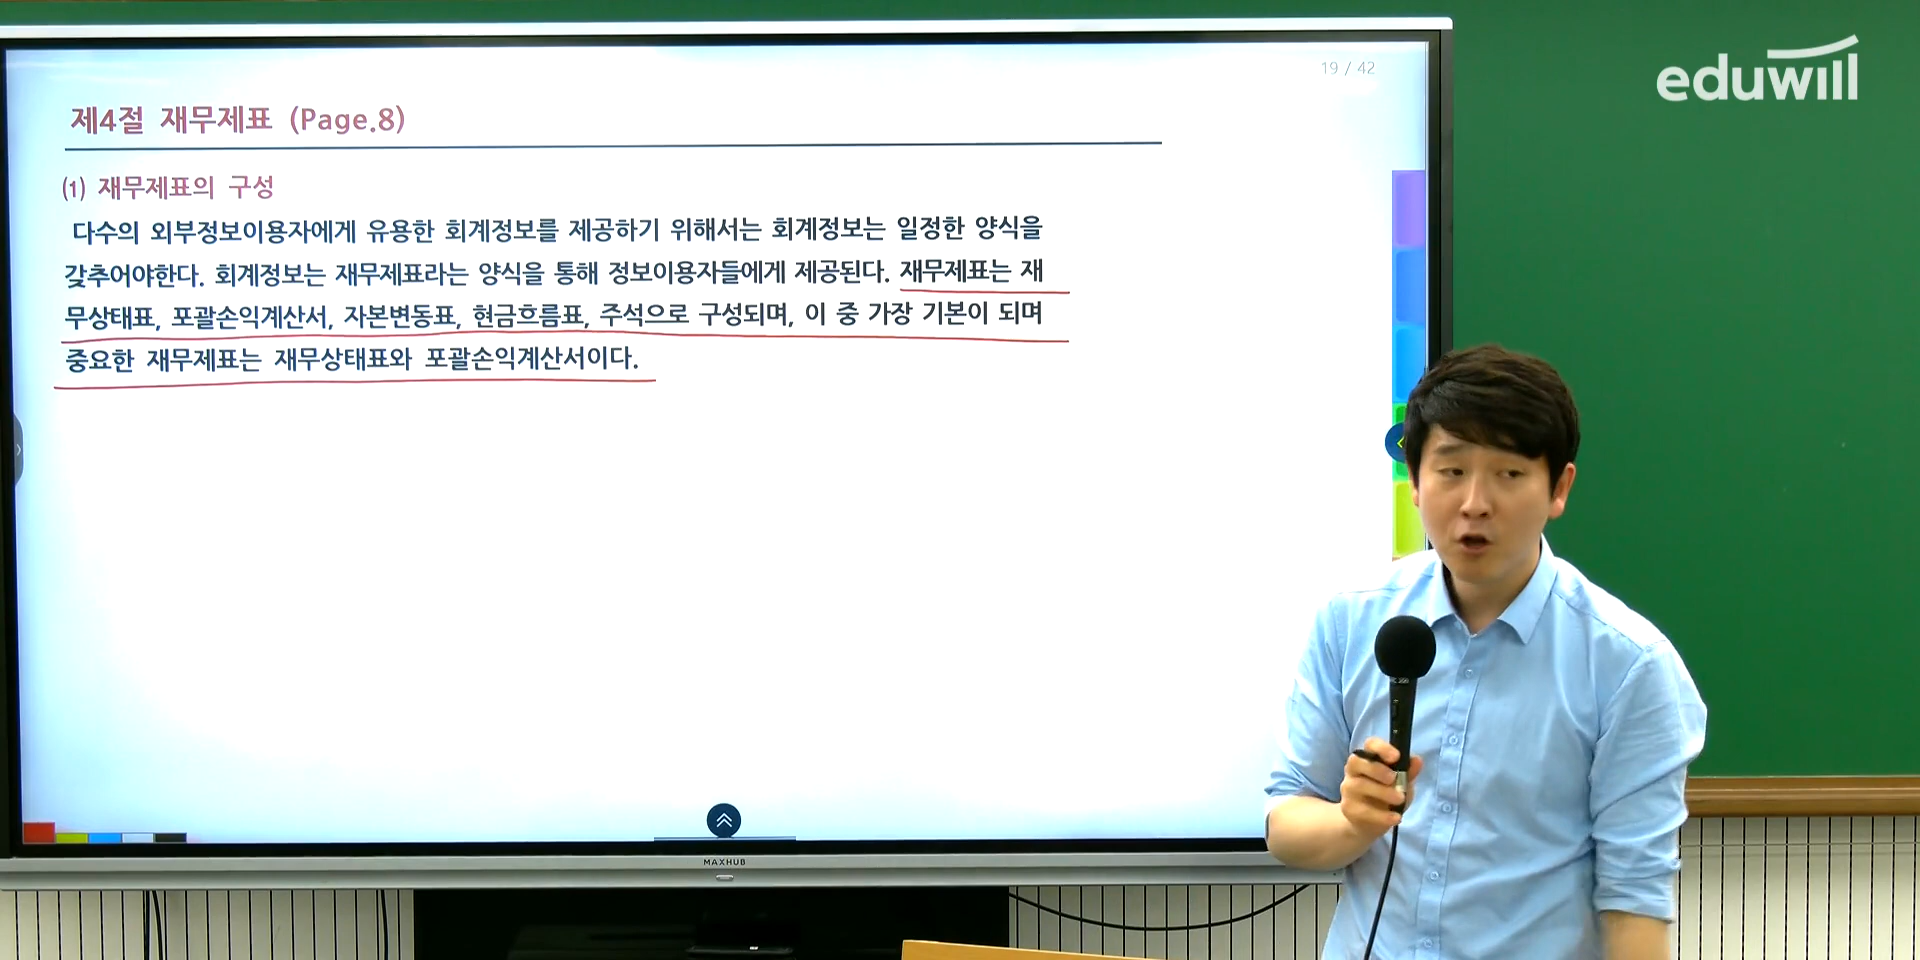 eduwill
19 / 42
제4절 재무제표 (Page.8)
(1) 재무제표의 구성
다수의 외부정보이용자에게 유용한 회계정보를 제공하기 위해서는 회계정보는 일정한 양식을
갖추어야한다. 회계정보는 재무제표라는 양식을 통해 정보이용자들에게 제공된다. 재무제표는 재
무상태표, 포괄손익계산서, 자본변동표, 현금흐름표, 주석으로 구성되며, 이 중 가장 기본이 되며
중요한 재무제표는 재무상태표와 포괄손익계산서이다.
MAXHUB